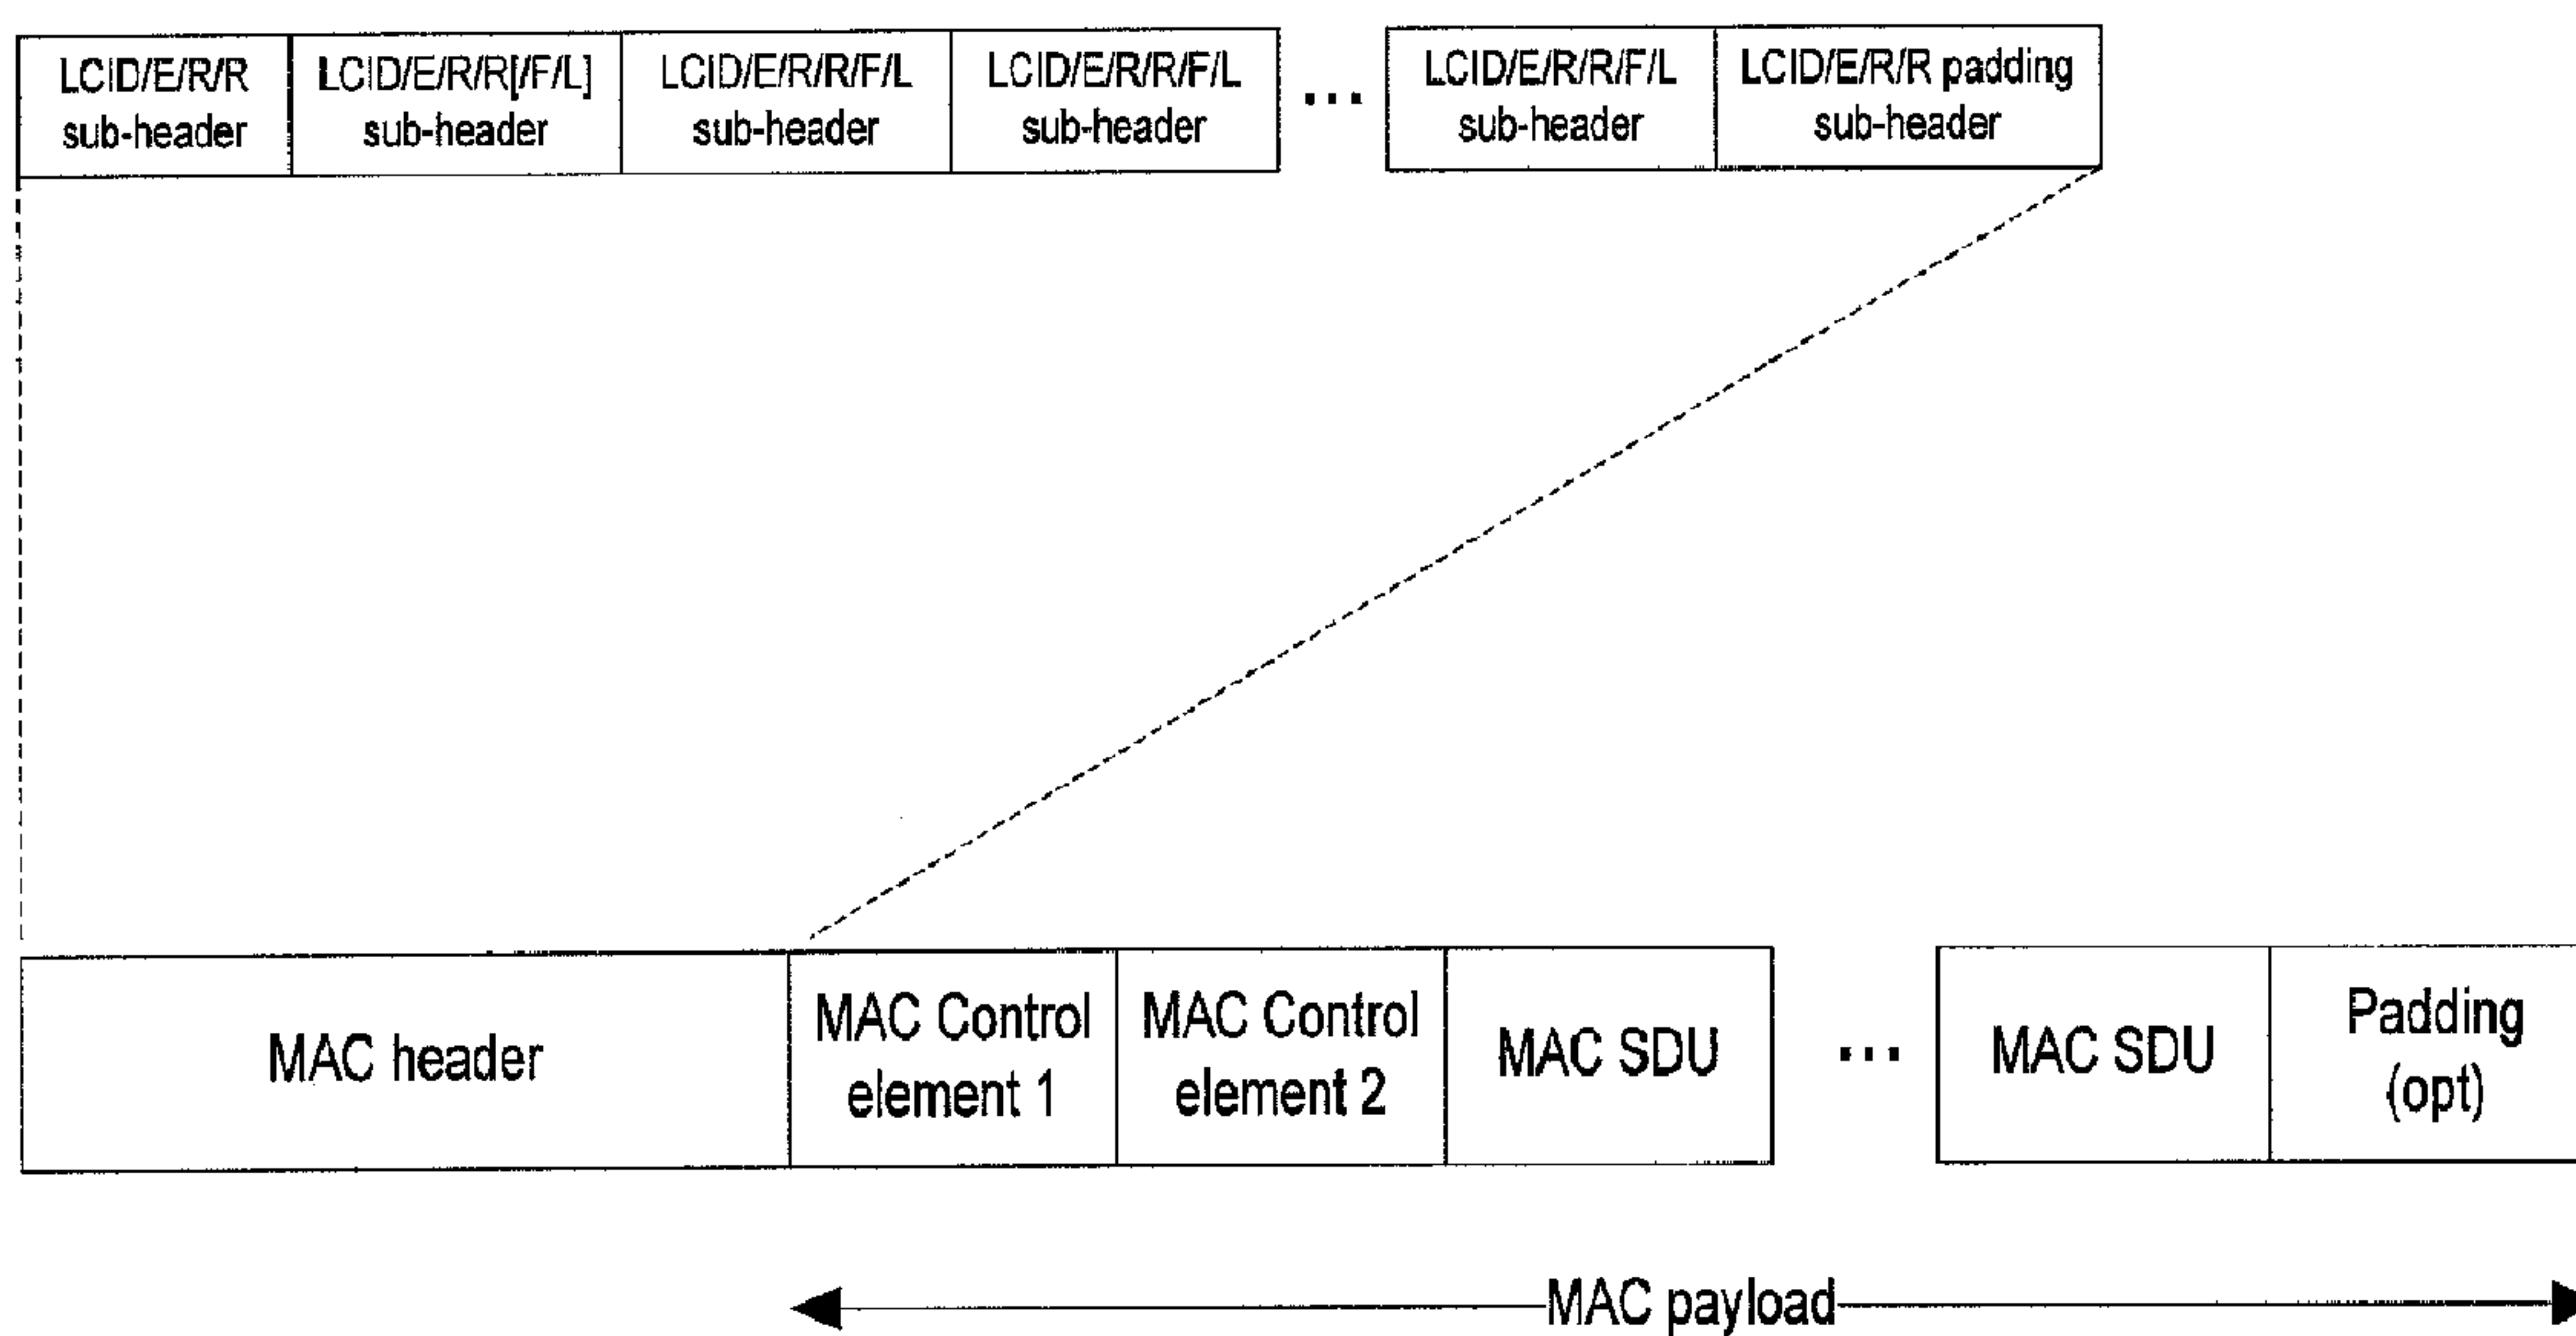 LCID/E/R/R
sub-header
LCID/E/R/R[/F/L]
sub-header
LCID/E/R/R/F/L
sub-header
LCID/E/R/R/F/L
sub-header
...
LCID/E/R/R/F/L
sub-header
LCID/E/R/R padding
sub-header
MAC header
MAC Control
element 1
MAC Control
element 2
MAC SDU
...
MAC SDU
Padding
(opt)
MAC payload